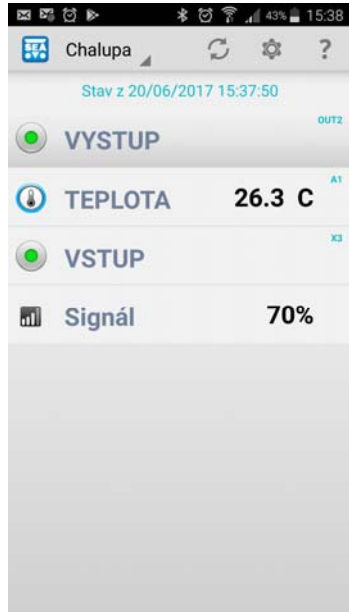 43% 15:38
SEA
Chalupa ?
Stav z 20/06/2017 15:37:50
VYSTUP OUT2
TEPLOTA 26.3 C A1
VSTUP X3
Signál 70%